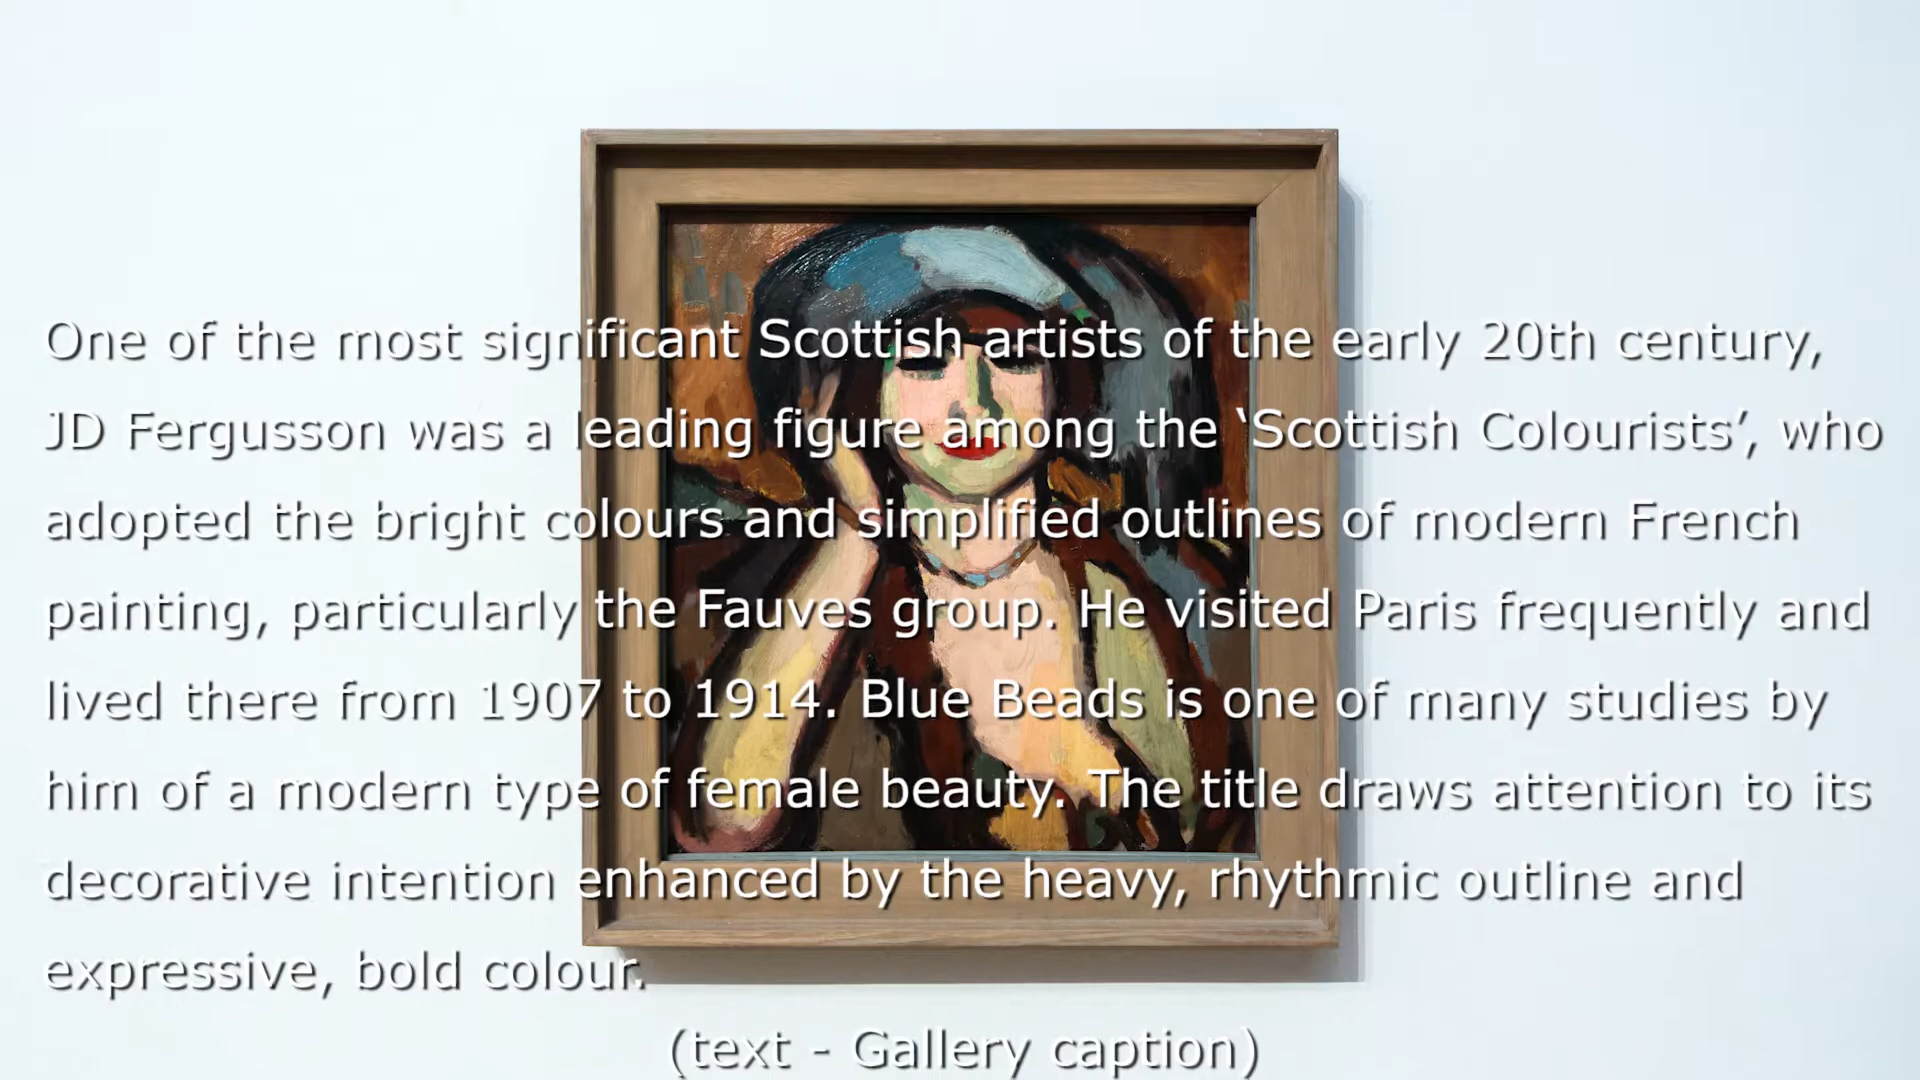 One of the most significant Scottish artists of the early 20th century,
JD Fergusson was a leading figure among the ‘Scottish Colourists’, who
adopted the bright colours and simplified outlines of modern French
painting, particularly the Fauves group. He visited Paris frequently and
lived there from 1907 to 1914. Blue Beads is one of many studies by
him of a modern type of female beauty. The title draws attention to its
decorative intention enhanced by the heavy, rhythmic outline and
expressive, bold colour.
(text - Gallery caption)